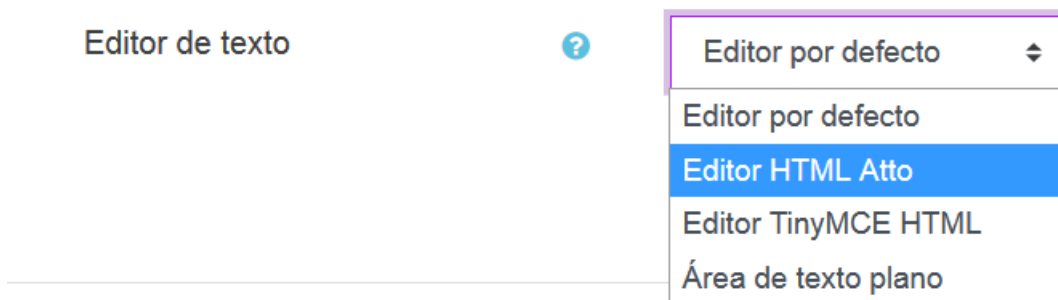 Editor de texto
?
Editor por defecto
Editor por defecto
Editor HTML Atto
Editor TinyMCE HTML
Área de texto plano